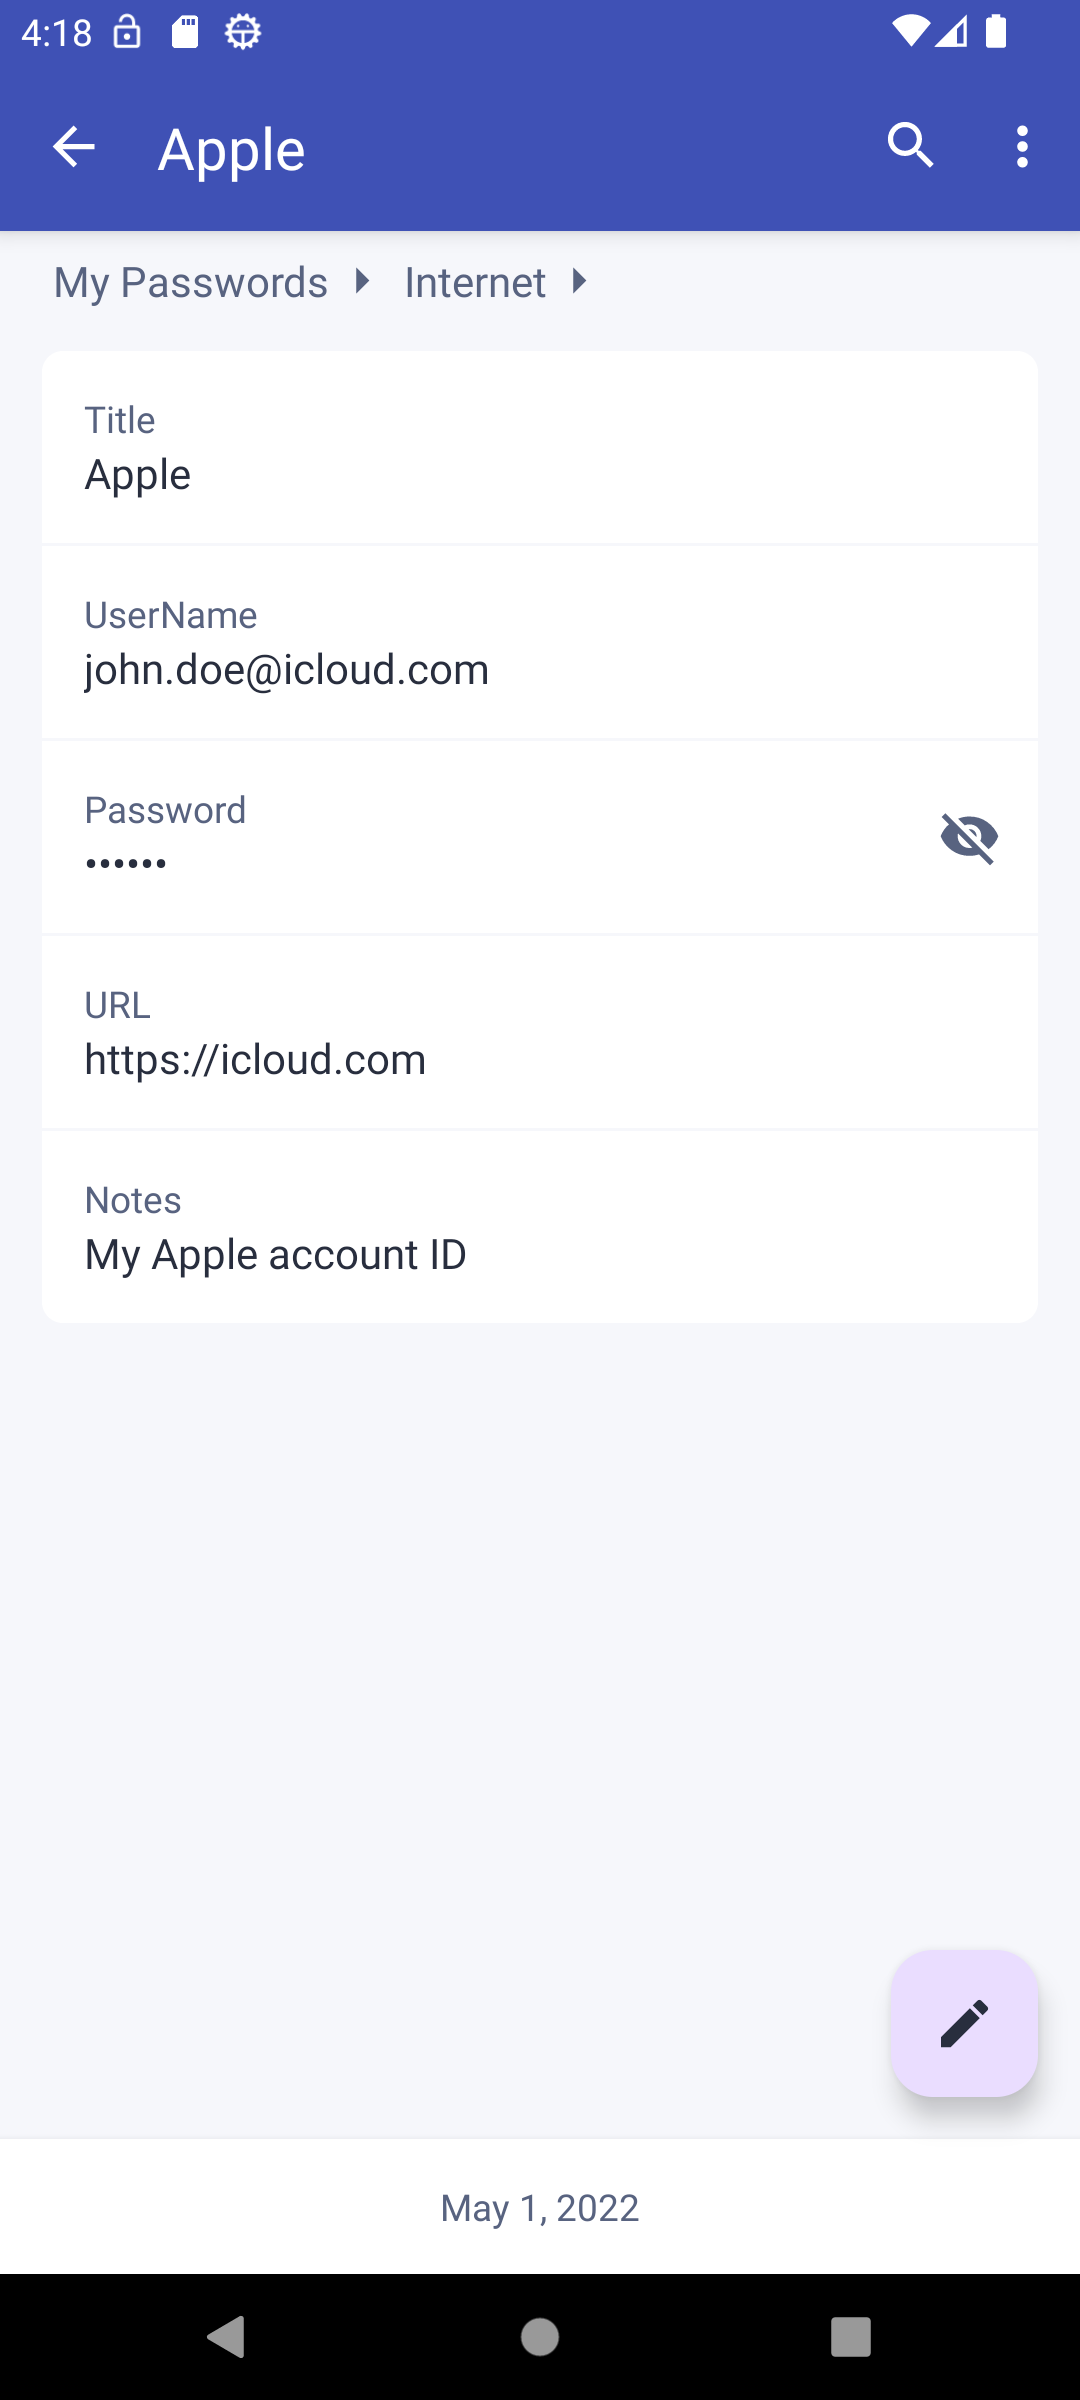 4:18
Apple
My Passwords Internet
Title
Apple
UserName
john.doe@icloud.com
Password
••••••
URL
https://icloud.com
Notes
My Apple account ID
May 1, 2022